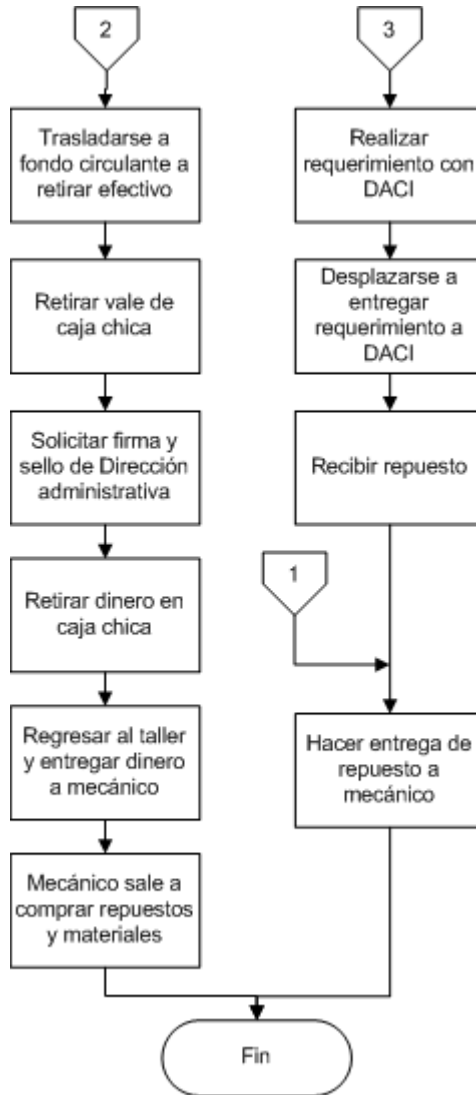 2
Trasladarse a
fondo circulante a
retirar efectivo
Retirar vale de
caja chica
Solicitar firma y
sello de Dirección
administrativa
Retirar dinero en
caja chica
Regresar al taller
y entregar dinero
a mecánico
Mecánico sale a
comprar repuestos
y materiales
3
Realizar
requerimiento con
DACI
Desplazarse a
entregar
requerimiento a
DACI
Recibir repuesto
1
Hacer entrega de
repuesto a
mecánico
Fin